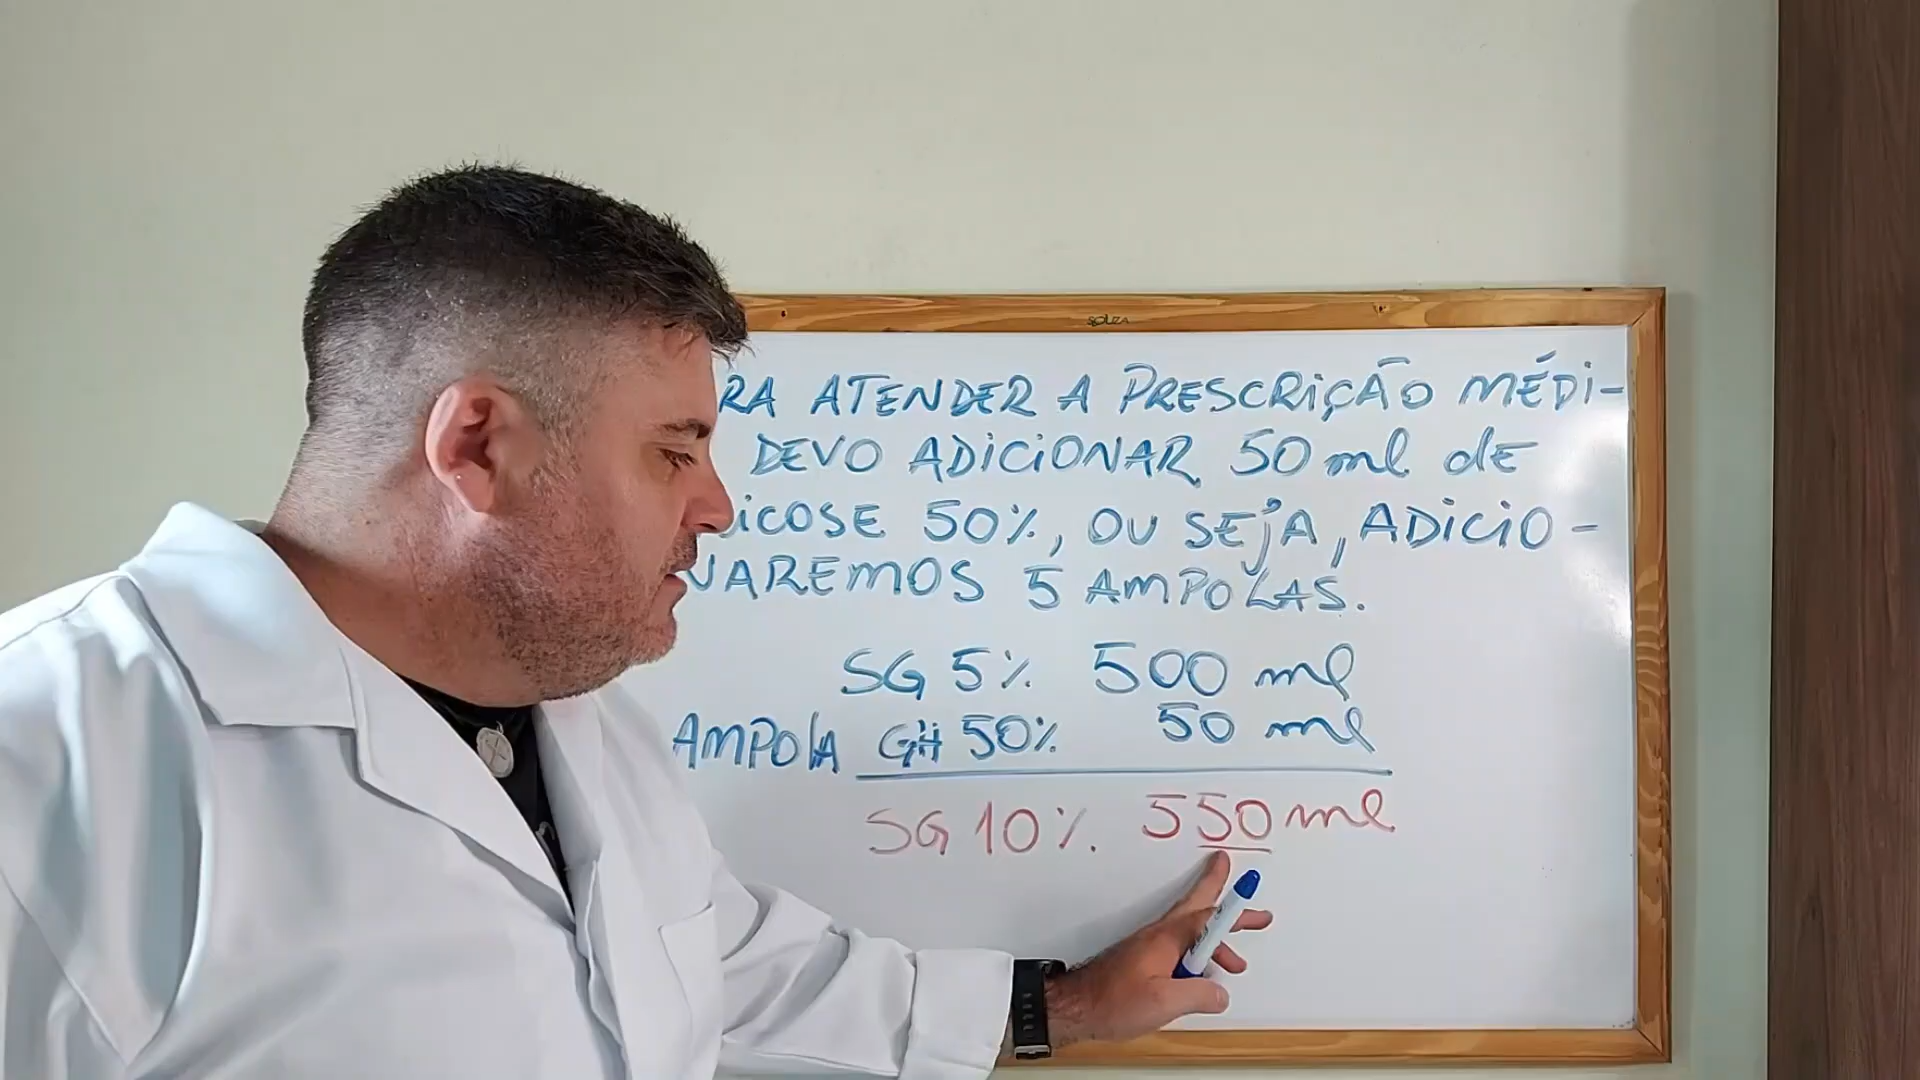 RA ATENDER A PRESCRIÇÃO MÉDI-
DEVO ADICIONAR 50 ml de
ICOSE 50%, OU SEJA, ADICIO-
NAREMOS 5 AMPOLAS.
SG 5% 500 ml
AMPOLA GH 50% 50 ml
SG 10% 550 ml